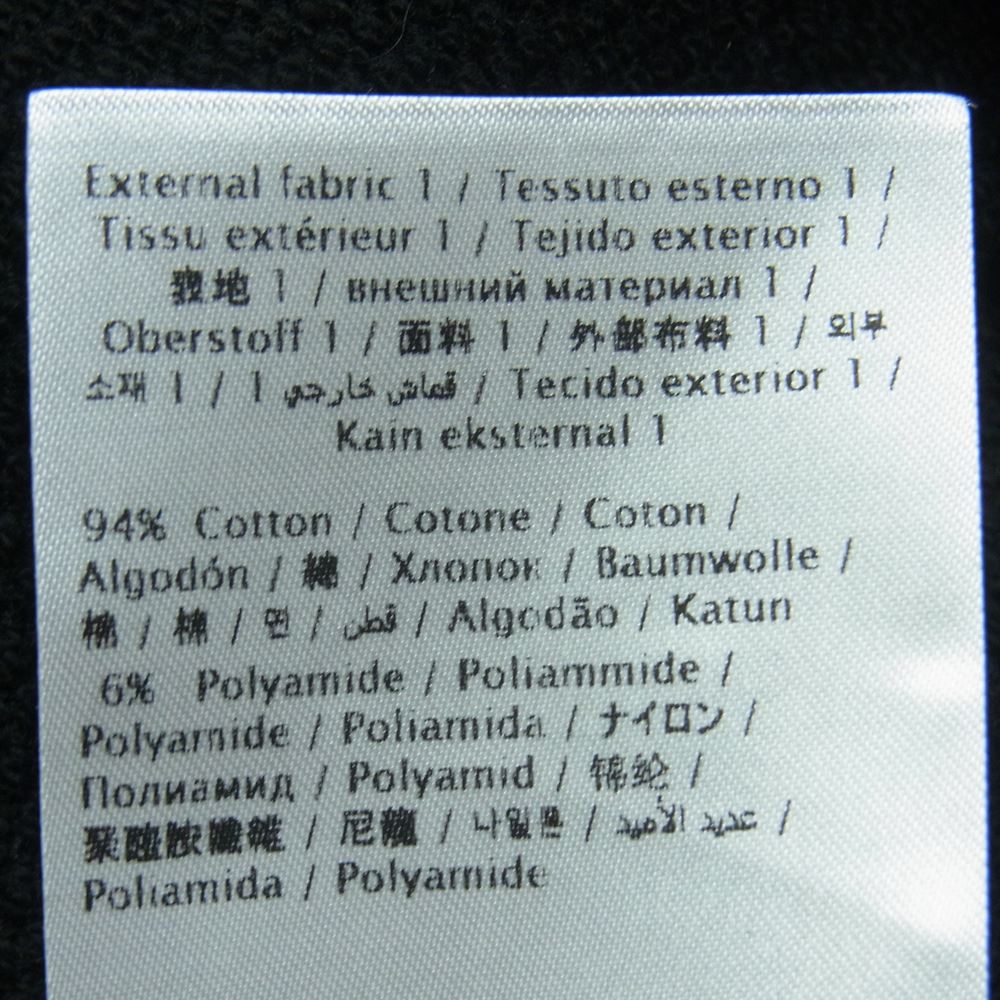 External fabric 1 / Tessuto esterno 1 /
Tissu extérieur 1 / Tejido exterior 1 /
表地 1 / внешний материал 1 /
Oberstoff 1 / 面料 1 / 外部布料 1 / 외부
소재 1 / 1 قماش خارجي / Tecido exterior 1 /
Kain eksternal 1
94% Cotton / Cotone / Coton /
Algodón / 綿 / Хлопок / Baumwolle /
棉 / 棉 / 면 / قطن / Algodão / Katun
6% Polyamide / Poliammide /
Polyamide / Poliamida / ナイロン /
Полиамид / Polyamid / 锦纶 /
聚醯胺纖維 / 尼龍 / 나일론 / عديد الأميد /
Poliamida / Polyamide